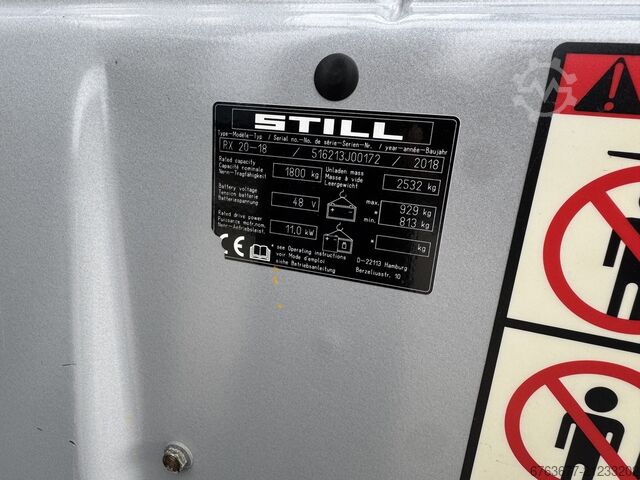 STILL
Type-Modèle-Typ / Serial no.-No. de série-Serien-Nr. / year-année-Baujahr
RX 20-18 / 516213J00172 / 2018
Rated capacity
Capacité nominale
Nenn-Tragfähigkeit
1800 kg
Unladen mass
Masse à vide
Leergewicht
2532 kg
Battery voltage
Tension batterie
Batteriespannung
48 V
max.
*
min.
929 kg
813 kg
Rated drive power
Puissance motr.nom.
Nenn-Antriebsleist.
11.0 kW
* kg
CE
* see Operating instructions
voir Mode d'emploi
siehe Betriebsanleitung
D-22113 Hamburg
Berzeliusstr. 10